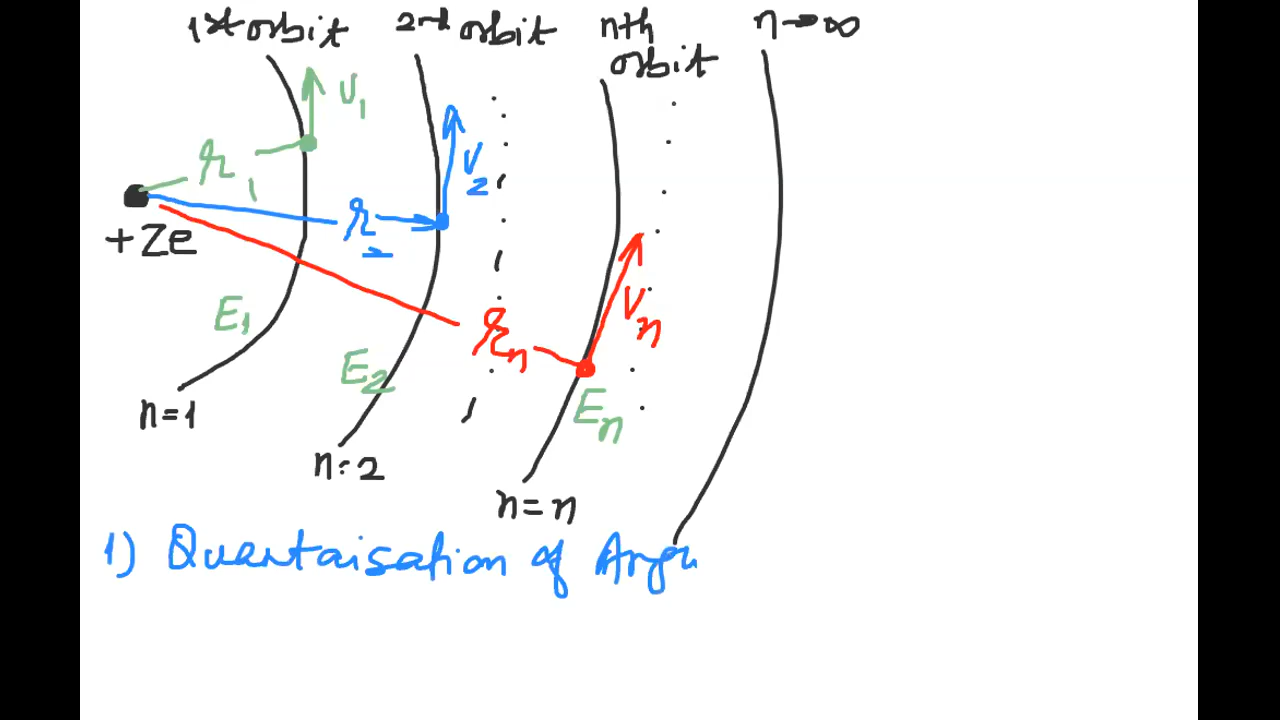 1st orbit
2nd orbit
nth
orbit
n→∞
V1
r1
V2
r2
+Ze
Vn
rn
E1
E2
En
n=1
n=2
n=n
1) Quantaisation of Angu